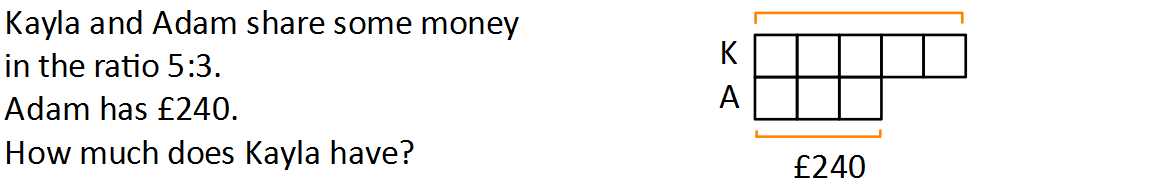 Kayla and Adam share some money
in the ratio 5:3.
Adam has £240.
How much does Kayla have?
K
A
£240